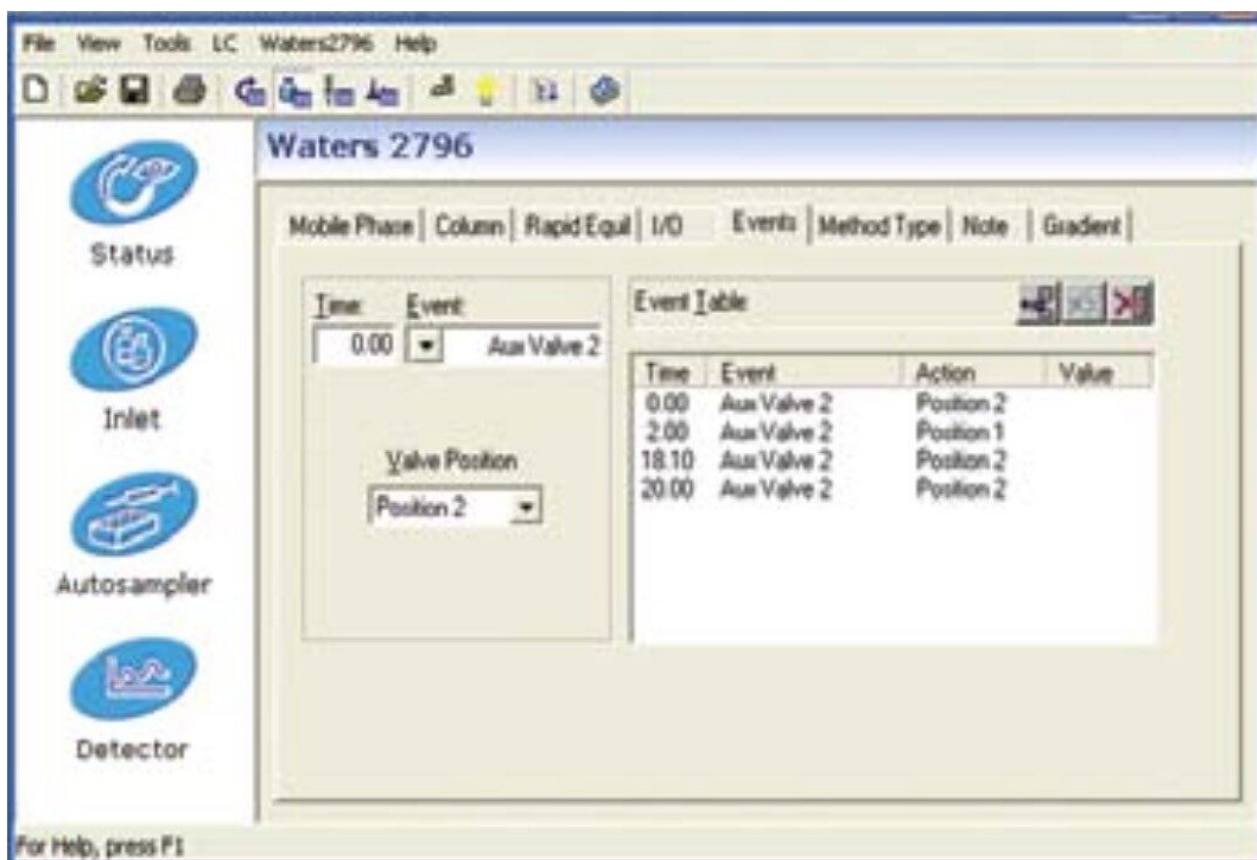 File View Tools LC Waters2796 Help
Waters 2796
Mobile Phase Column Rapid Equil I/O Events Method Type Note Gradient
Status
Time: Event:
0.00 Aux Valve 2
Valve Position
Position 2
Event Table
Time Event Action Value
0.00 Aux Valve 2 Position 2
2.00 Aux Valve 2 Position 1
18.10 Aux Valve 2 Position 2
20.00 Aux Valve 2 Position 2
Inlet
Autosampler
Detector
For Help, press F1